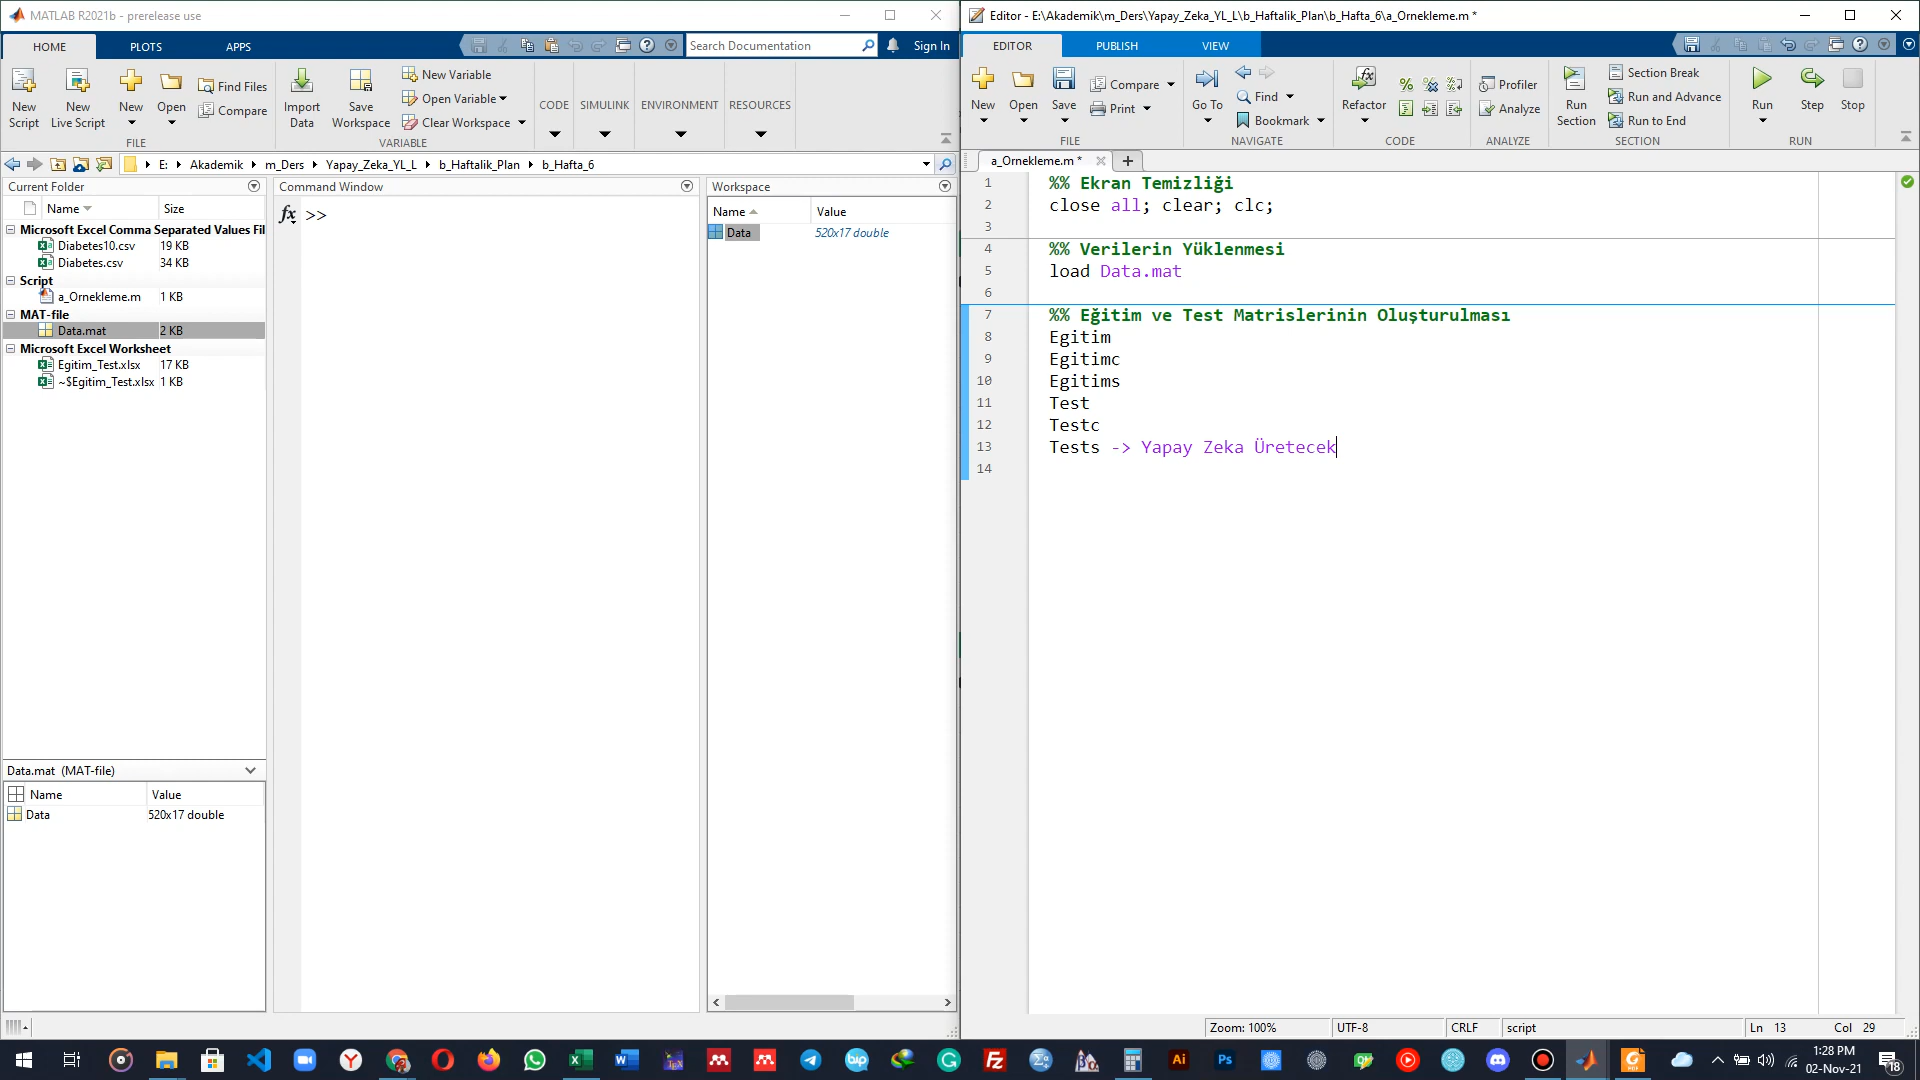 MATLAB R2021b - prerelease use
HOME PLOTS APPS
Search Documentation
Sign In
New Script
New Live Script
New
Open
Find Files
Compare
Import Data
Save Workspace
New Variable
Open Variable
Clear Workspace
CODE
SIMULINK
ENVIRONMENT
RESOURCES
FILE
VARIABLE
E: Akademik m_Ders Yapay_Zeka_YL_L b_Haftalik_Plan b_Hafta_6
Current Folder
Name Size
Microsoft Excel Comma Separated Values Fil
Diabetes10.csv 19 KB
Diabetes.csv 34 KB
Script
a_Ornekleme.m 1 KB
MAT-file
Data.mat 2 KB
Microsoft Excel Worksheet
Egitim_Test.xlsx 17 KB
~$Egitim_Test.xlsx 1 KB
Data.mat (MAT-file)
Name Value
Data 520x17 double
Command Window
fx >>
Workspace
Name Value
Data 520x17 double
Editor - E:\Akademik\m_Ders\Yapay_Zeka_YL_L\b_Haftalik_Plan\b_Hafta_6\a_Ornekleme.m *
EDITOR PUBLISH VIEW
New
Open
Save
Compare
Print
Go To
Find
Bookmark
Refactor
Profiler
Analyze
Run Section
Section Break
Run and Advance
Run to End
Run
Step
Stop
FILE NAVIGATE CODE ANALYZE SECTION RUN
a_Ornekleme.m *
1 %% Ekran Temizliği
2 close all; clear; clc;
3
4 %% Verilerin Yüklenmesi
5 load Data.mat
6
7 %% Eğitim ve Test Matrislerinin Oluşturulması
8 Egitim
9 Egitimc
10 Egitims
11 Test
12 Testc
13 Tests -> Yapay Zeka Üretecek
14
Zoom: 100% UTF-8 CRLF script Ln 13 Col 29
1:28 PM
02-Nov-21
18